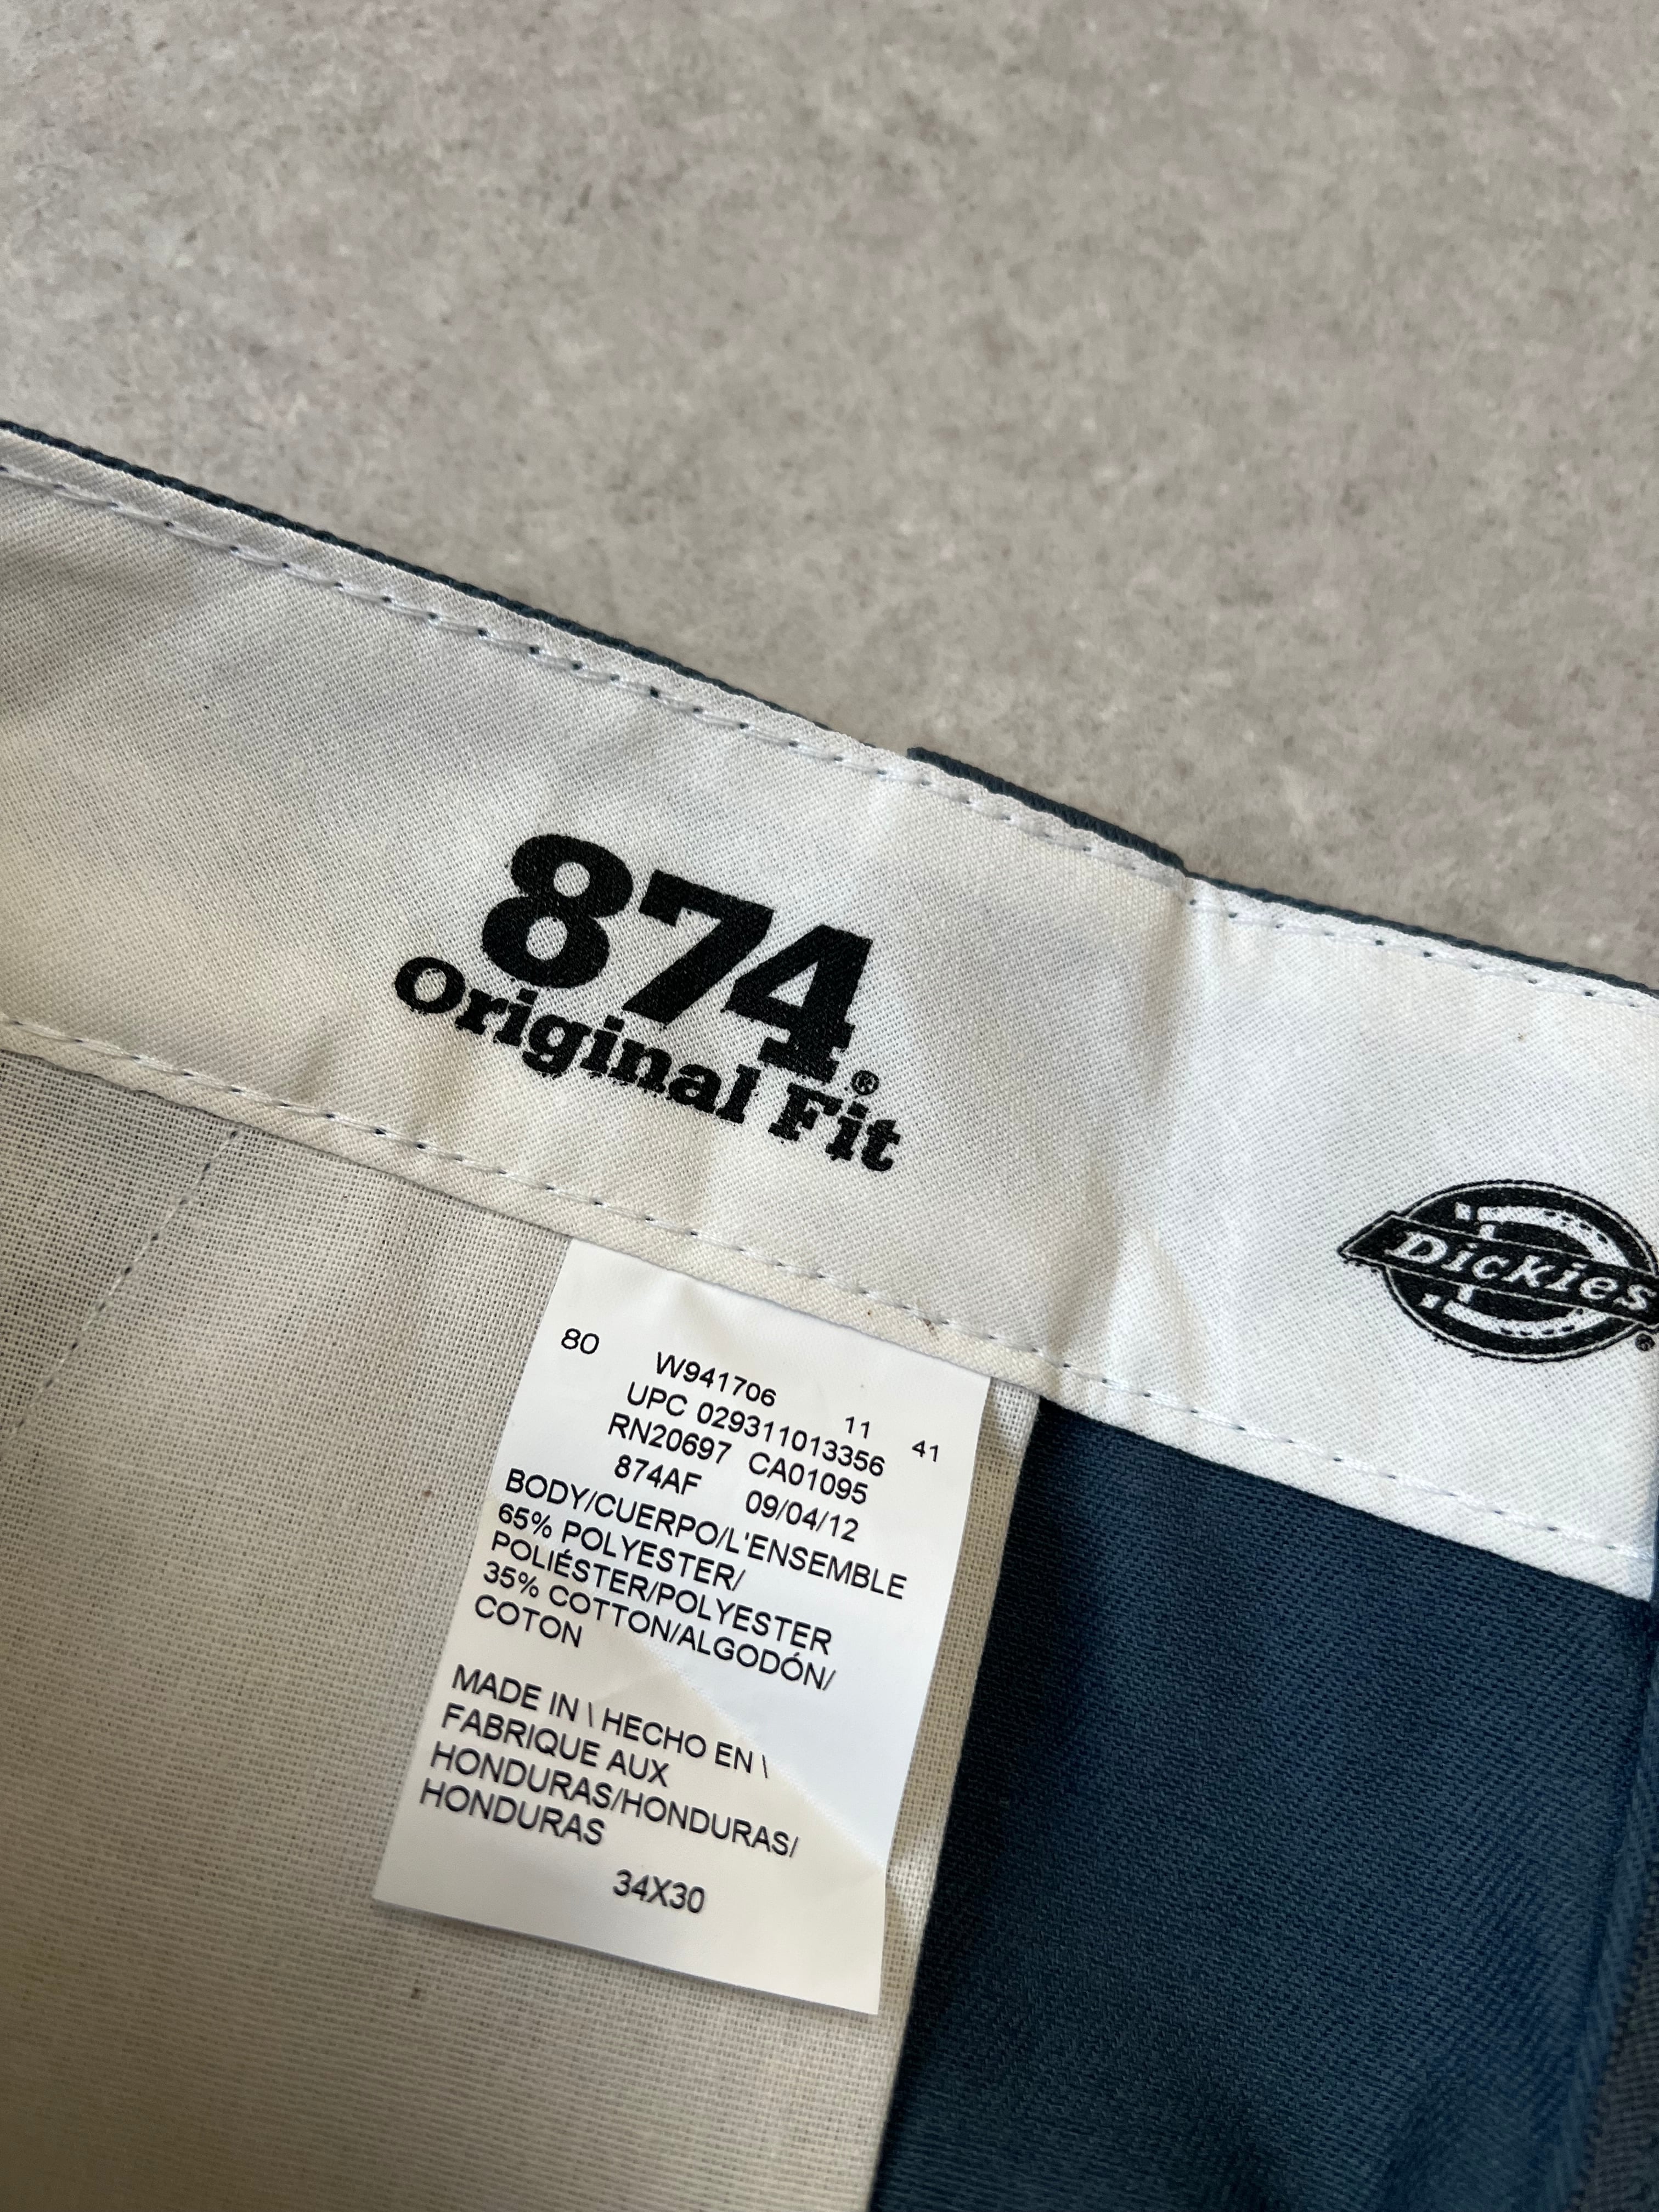 874®
Original Fit
Dickies®
80 W941706 11 41
UPC 029311013356
RN20697 CA01095
874AF 09/04/12
BODY/CUERPO/L'ENSEMBLE
65% POLYESTER/
POLIÉSTER/POLYESTER
35% COTTON/ALGODÓN/
COTON
MADE IN \ HECHO EN \
FABRIQUE AUX
HONDURAS/HONDURAS/
HONDURAS
34X30